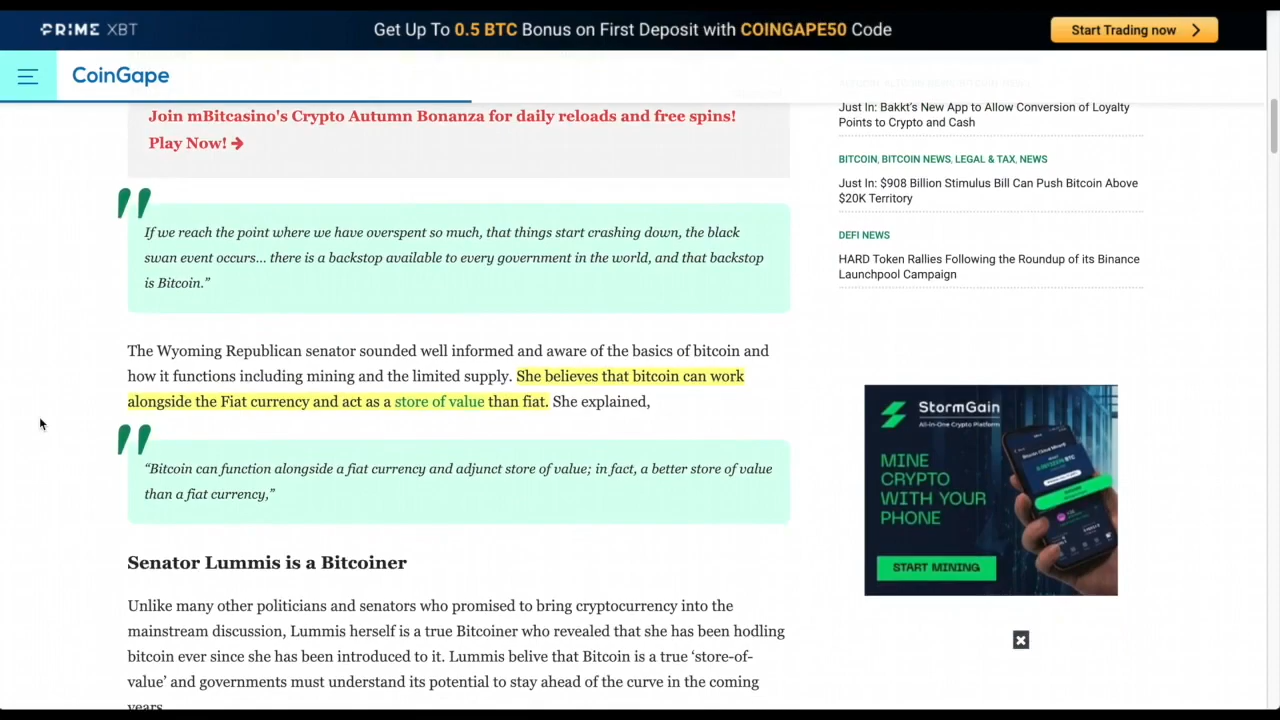 PRIME XBT
Get Up To 0.5 BTC Bonus on First Deposit with COINGAPE50 Code
Start Trading now
CoinGape
Join mBitcasino's Crypto Autumn Bonanza for daily reloads and free spins!
Play Now!
If we reach the point where we have overspent so much, that things start crashing down, the black
swan event occurs... there is a backstop available to every government in the world, and that backstop
is Bitcoin.”
The Wyoming Republican senator sounded well informed and aware of the basics of bitcoin and
how it functions including mining and the limited supply. She believes that bitcoin can work
alongside the Fiat currency and act as a store of value than fiat. She explained,
“Bitcoin can function alongside a fiat currency and adjunct store of value; in fact, a better store of value
than a fiat currency,”
Senator Lummis is a Bitcoiner
Unlike many other politicians and senators who promised to bring cryptocurrency into the
mainstream discussion, Lummis herself is a true Bitcoiner who revealed that she has been hodling
bitcoin ever since she has been introduced to it. Lummis belive that Bitcoin is a true ‘store-of-
value’ and governments must understand its potential to stay ahead of the curve in the coming
years.
Just In: Bakkt's New App to Allow Conversion of Loyalty
Points to Crypto and Cash
BITCOIN, BITCOIN NEWS, LEGAL & TAX, NEWS
Just In: $908 Billion Stimulus Bill Can Push Bitcoin Above
$20K Territory
DEFI NEWS
HARD Token Rallies Following the Roundup of its Binance
Launchpool Campaign
StormGain
All-in-One Crypto Platform
MINE
CRYPTO
WITH YOUR
PHONE
START MINING